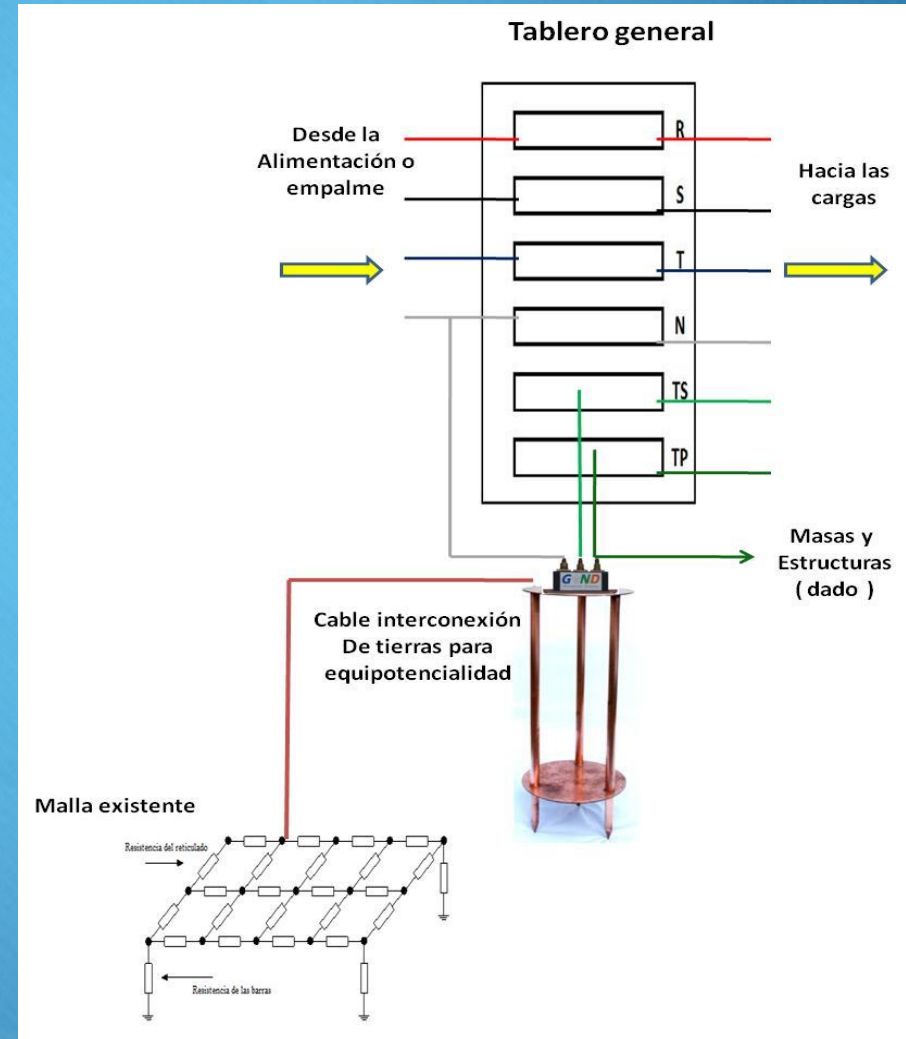 Tablero general
Desde la
Alimentación o
empalme
R
S
T
N
TS
TP
Hacia las
cargas
Masas y
Estructuras
( dado )
Cable interconexión
De tierras para
equipotencialidad
Malla existente
Resistencia del reticulado
Resistencia de las barras